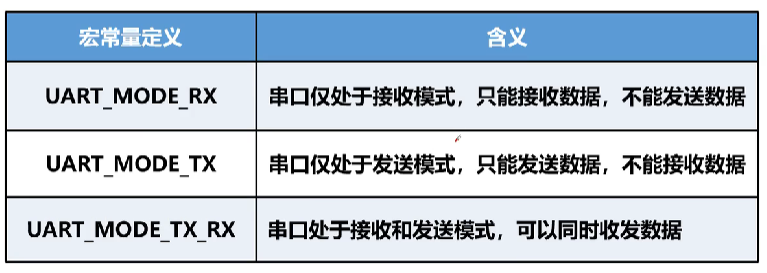 宏常量定义 含义
UART_MODE_RX 串口仅处于接收模式，只能接收数据，不能发送数据
UART_MODE_TX 串口仅处于发送模式，只能发送数据，不能接收数据
UART_MODE_TX_RX 串口处于接收和发送模式，可以同时收发数据